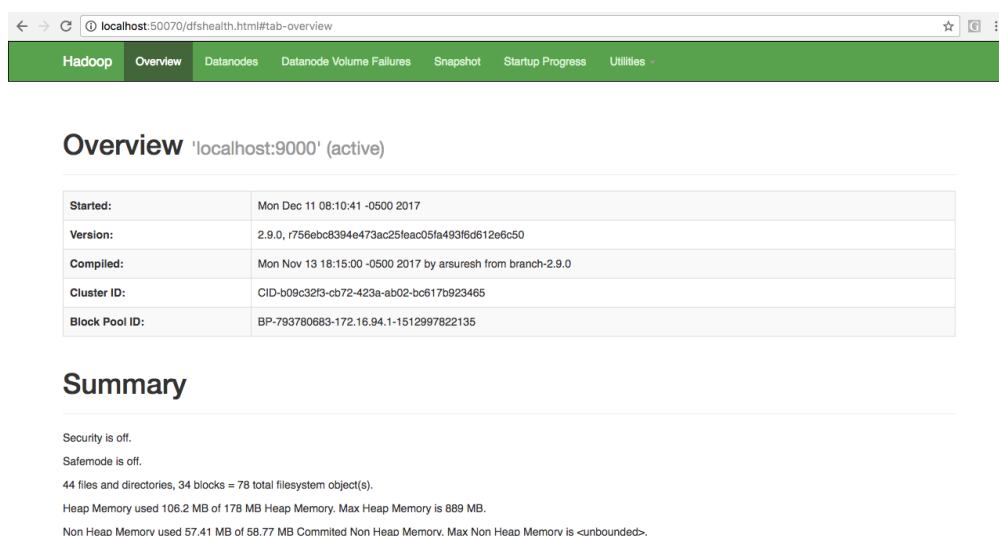 localhost:50070/dfshealth.html#tab-overview
Hadoop Overview Datanodes Datanode Volume Failures Snapshot Startup Progress Utilities
Overview 'localhost:9000' (active)
Started: Mon Dec 11 08:10:41 -0500 2017
Version: 2.9.0, r756ebc8394e473ac25feac05fa493f6d612e6c50
Compiled: Mon Nov 13 18:15:00 -0500 2017 by arsuresh from branch-2.9.0
Cluster ID: CID-b09c32f3-cb72-423a-ab02-bc617b923465
Block Pool ID: BP-793780683-172.16.94.1-1512997822135
Summary
Security is off.
Safemode is off.
44 files and directories, 34 blocks = 78 total filesystem object(s).
Heap Memory used 106.2 MB of 178 MB Heap Memory. Max Heap Memory is 889 MB.
Non Heap Memory used 57.41 MB of 58.77 MB Commited Non Heap Memory. Max Non Heap Memory is <unbounded>.